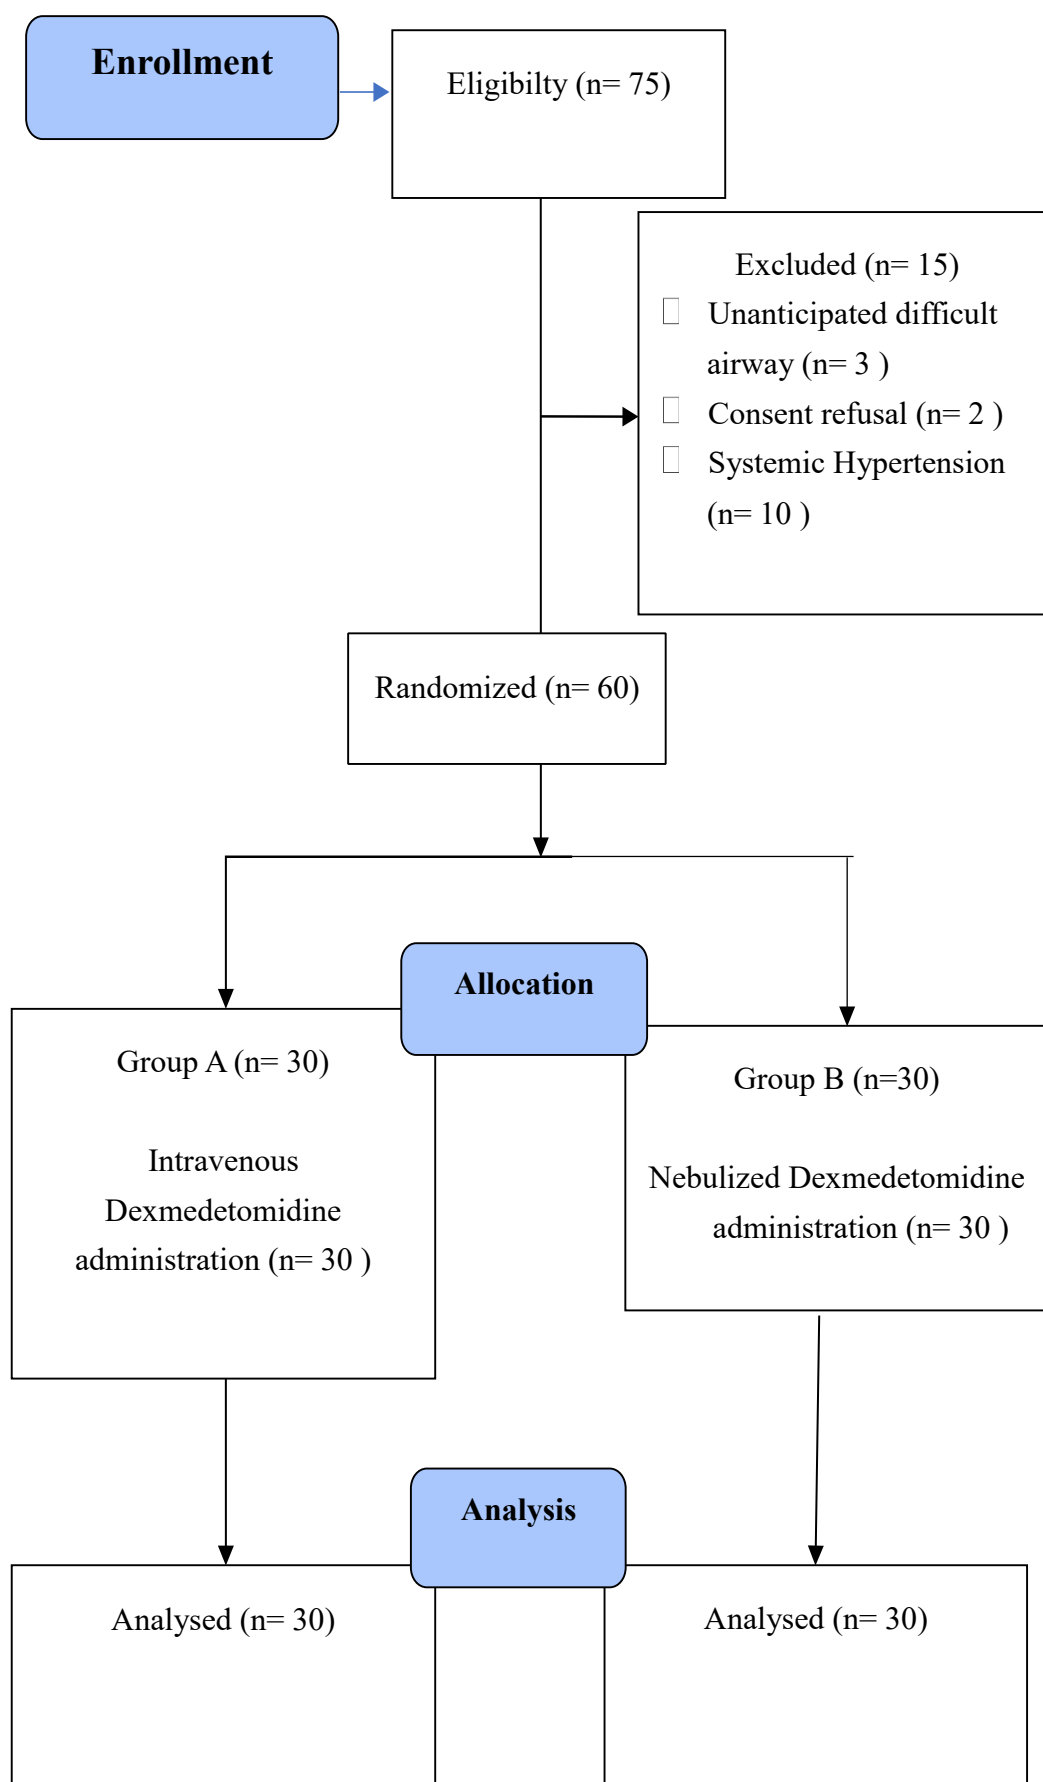 Enrollment
Eligibilty (n= 75)
Excluded (n= 15)
Unanticipated difficult
airway (n= 3 )
Consent refusal (n= 2 )
Systemic Hypertension
(n= 10 )
Randomized (n= 60)
Allocation
Group A (n= 30)
Intravenous
Dexmedetomidine
administration (n= 30 )
Group B (n=30)
Nebulized Dexmedetomidine
administration (n= 30 )
Analysis
Analysed (n= 30)
Analysed (n= 30)